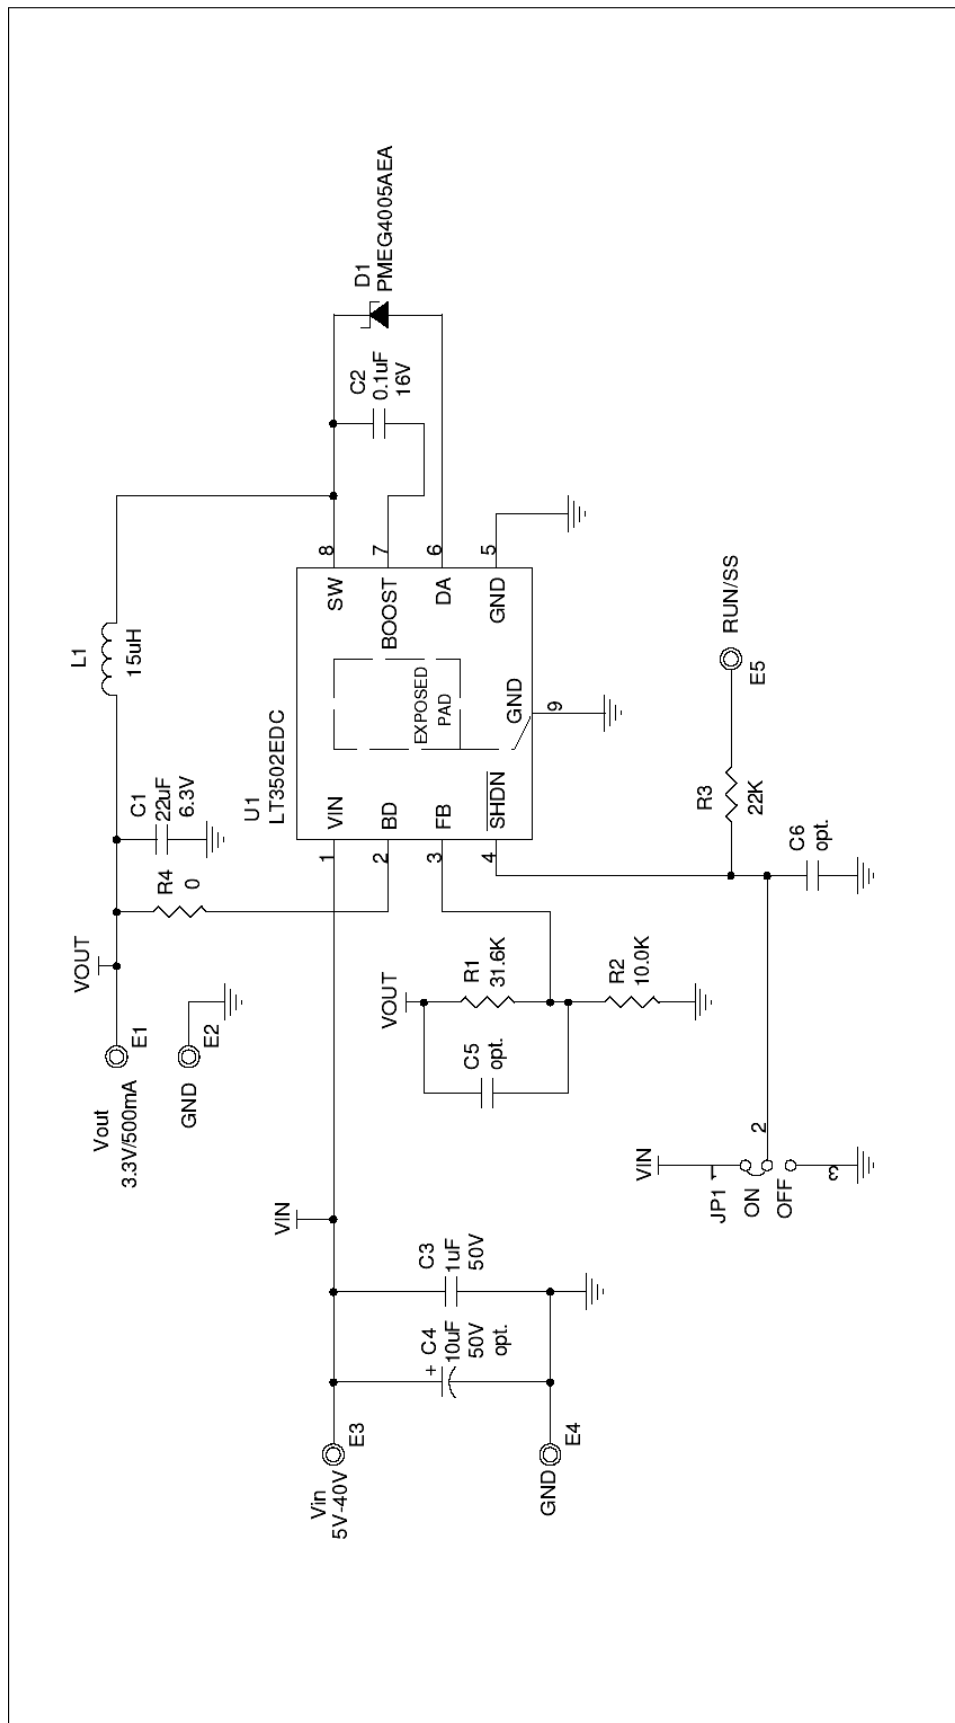 L1
15uH
VOUT
R4
0
C1
22uF
6.3V
Vout
3.3V/500mA
E1
GND
E2
D1
PMEG4005AEA
C2
0.1uF
16V
U1
LT3502EDC
VIN
BD
FB
SHDN
1
2
3
4
SW
BOOST
DA
GND
8
7
6
5
EXPOSED
PAD
GND
9
VIN
Vin
5V-40V
E3
C4
+
10uF
50V
opt.
C3
1uF
50V
GND
E4
VOUT
C5
opt.
R1
31.6K
R2
10.0K
RUN/SS
E5
R3
22K
C6
opt.
VIN
JP1
1
ON
2
OFF
3